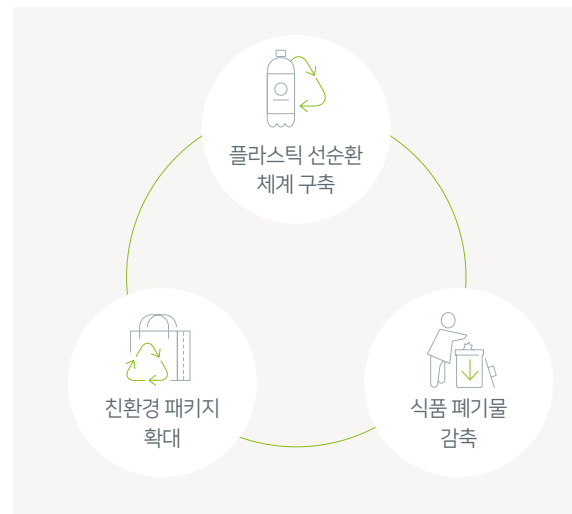 플라스틱 선순환
체계 구축
친환경 패키지
확대
식품 폐기물
감축